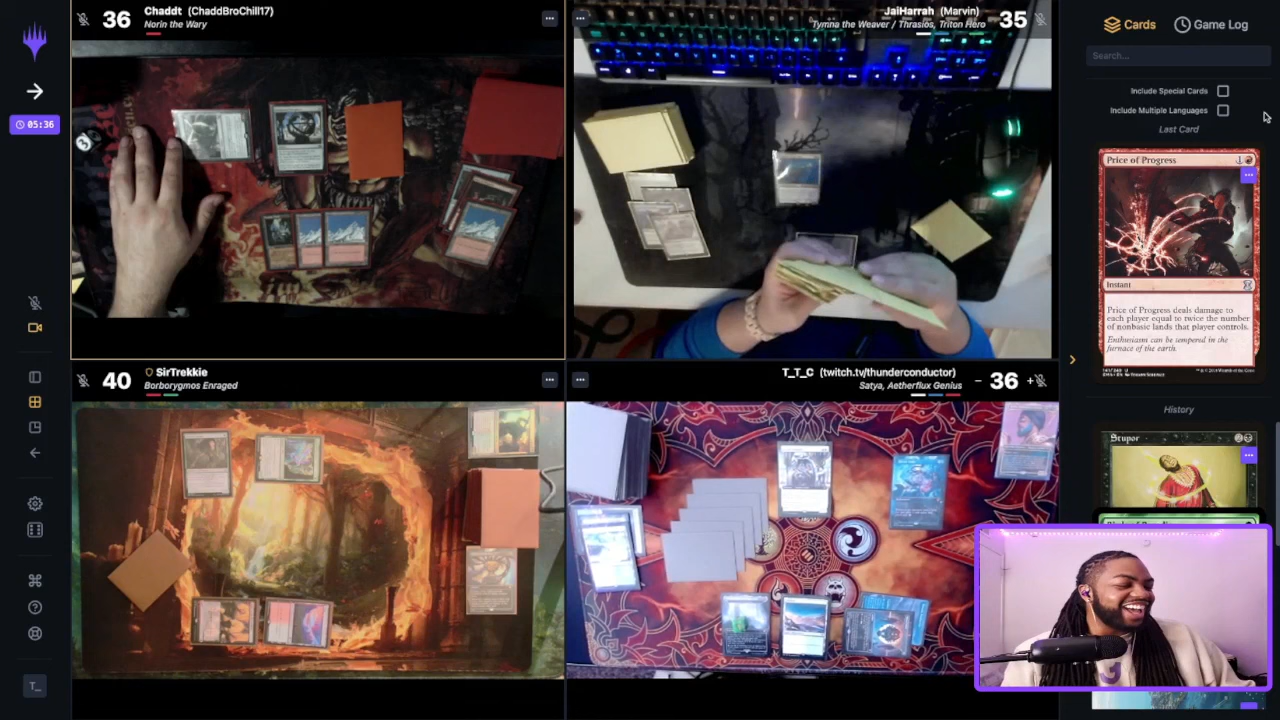 05:36
36
Chaddt (ChaddBroChill17)
Norin the Wary
JaiHarrah (Marvin)
Tymna the Weaver / Thrasios, Triton Hero
35
40
SirTrekkie
Borborygmos Enraged
T_T_C (twitch.tv/thunderconductor)
Satya, Aetherflux Genius
- 36 +
T_
Cards
Game Log
Search...
Include Special Cards
Include Multiple Languages
Last Card
Price of Progress
1
Instant
Price of Progress deals damage to
each player equal to twice the number
of nonbasic lands that player controls.
Enthusiasm can be tempered in the
furnace of the earth.
History
Stupor
2